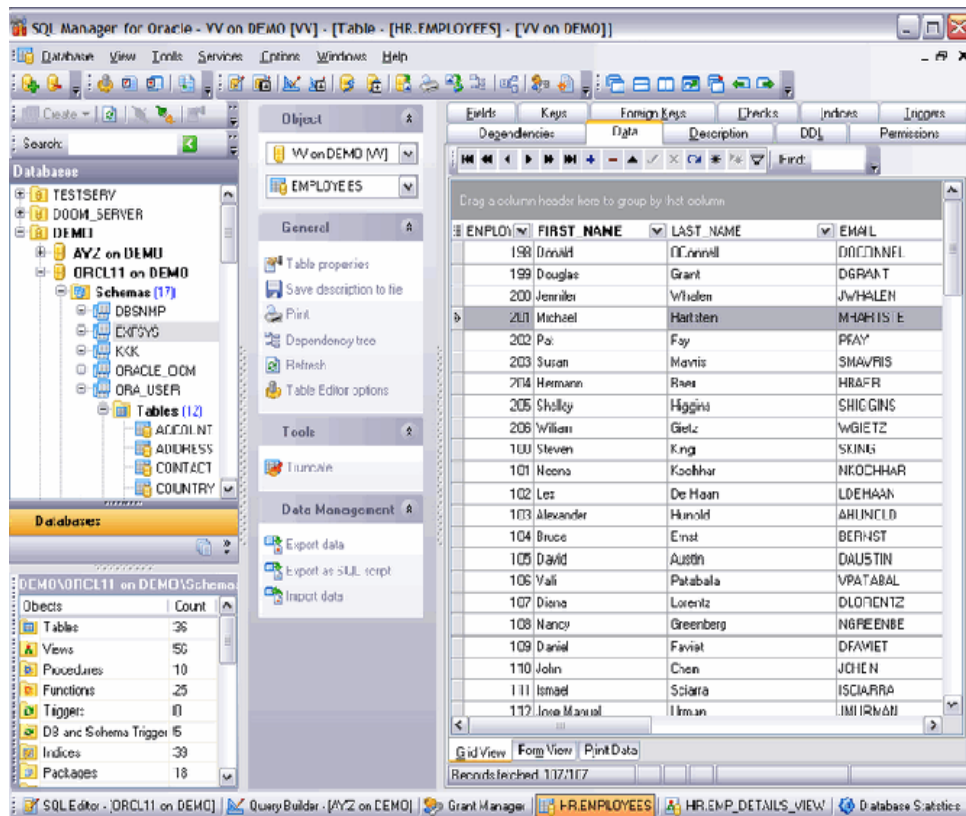 SQL Manager for Oracle - VV on DEMO [VV] - [Table - [HR.EMPLOYEES] - [VV on DEMO]]
Database View Tools Services Options Windows Help
Create
Search:
Databases
TESTSERV
DOOM_SERVER
DEMO
AYZ on DEMO
ORCL11 on DEMO
Schemas (17)
DBSNMP
EXFSYS
KKK
ORACLE_OCM
ORA_USER
Tables (12)
ACCOUNT
ADDRESS
CONTACT
COUNTRY
Databases
DEMO\ORCL11 on DEMO\Schema
Objects Count
Tables 36
Views 56
Procedures 10
Functions 25
Triggers 0
DB and Schema Trigger 5
Indices 39
Packages 18
Object
VV on DEMO [VV]
EMPLOYEES
General
Table properties
Save description to file
Print
Dependency tree
Refresh
Table Editor options
Tools
Truncate
Data Management
Export data
Export as SQL script
Import data
Fields Keys Foreign Keys Checks Indices Triggers
Dependencies Data Description DDL Permissions
Find:
Drag a column header here to group by that column
EMPLOY FIRST_NAME LAST_NAME EMAIL
198 Donald OConnell DOCONNEL
199 Douglas Grant DGRANT
200 Jennifer Whalen JWHALEN
201 Michael Hartstein MHARTSTE
202 Pat Fay PFAY
203 Susan Mavris SMAVRIS
204 Hermann Baer HBAER
205 Shelley Higgins SHIGGINS
206 William Gietz WGIETZ
100 Steven King SKING
101 Neena Kochhar NKOCHHAR
102 Lex De Haan LDEHAAN
103 Alexander Hunold AHUNOLD
104 Bruce Ernst BERNST
105 David Austin DAUSTIN
106 Valli Pataballa VPATABAL
107 Diana Lorentz DLORENTZ
108 Nancy Greenberg NGREENBE
109 Daniel Faviet DFAVIET
110 John Chen JCHEN
111 Ismael Sciarra ISCIARRA
112 Jose Manuel Urman JMURMAN
Grid View Form View Print Data
Records fetched: 107/107
SQL Editor - [ORCL11 on DEMO] Query Builder - [AYZ on DEMO] Grant Manager HR.EMPLOYEES HR.EMP_DETAILS_VIEW Database Statistics